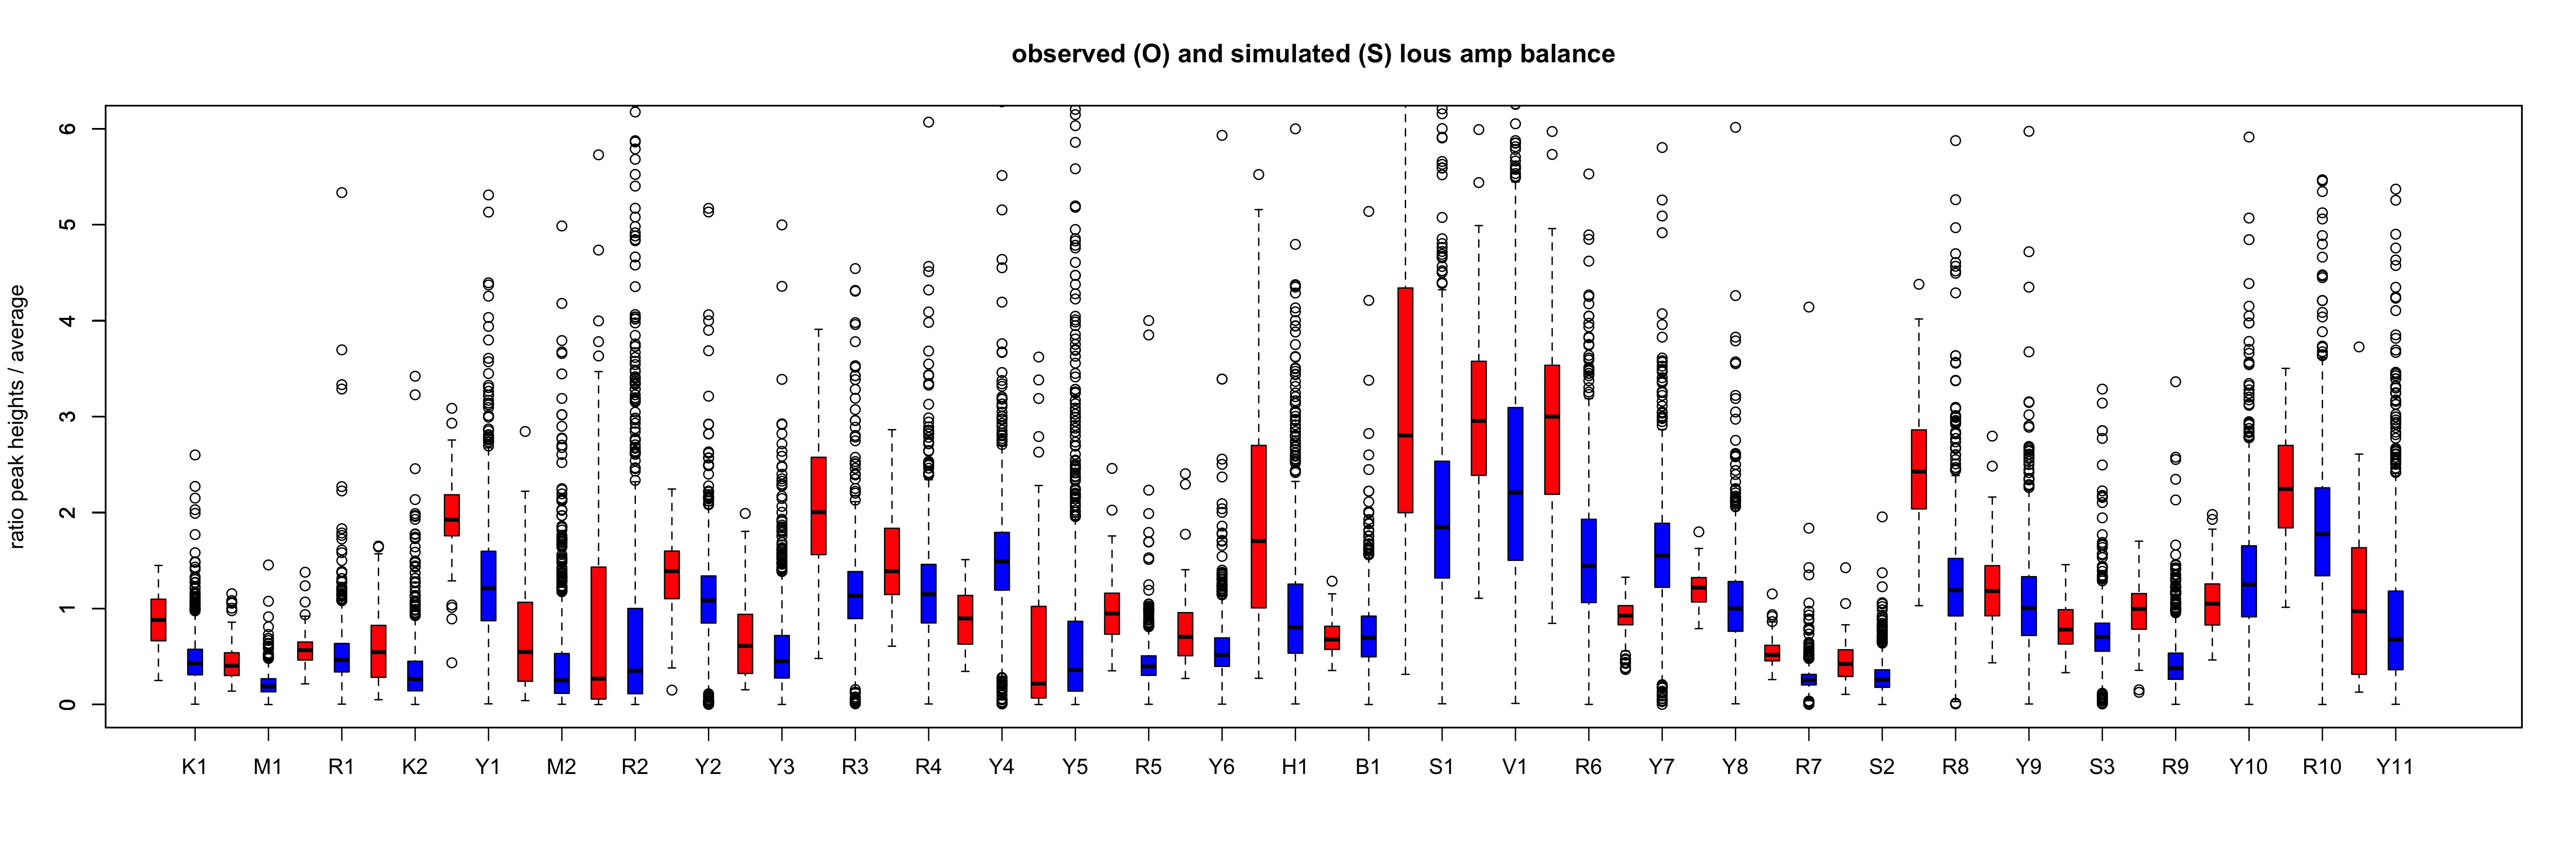 observed (O) and simulated (S) lous amp balance
ratio peak heights / average
6
5
4
3
2
1
0
K1 M1 R1 K2 Y1 M2 R2 Y2 Y3 R3 R4 Y4 Y5 R5 Y6 H1 B1 S1 V1 R6 Y7 Y8 R7 S2 R8 Y9 S3 R9 Y10 R10 Y11